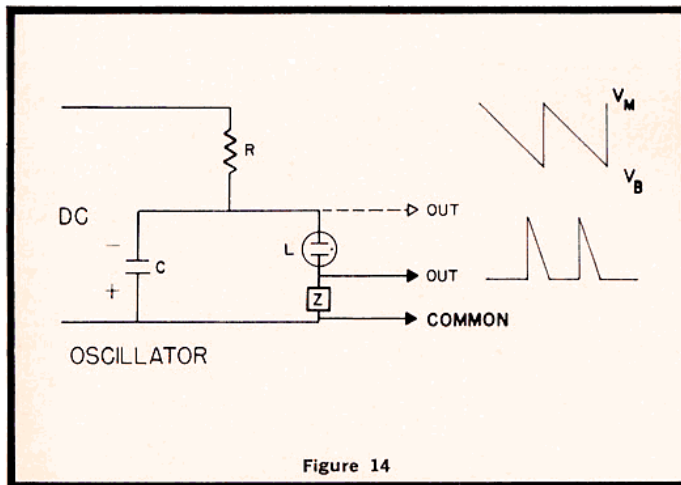 R
V_M
V_B
DC
OUT
−
C
+
L
OUT
Z
COMMON
OSCILLATOR
Figure 14